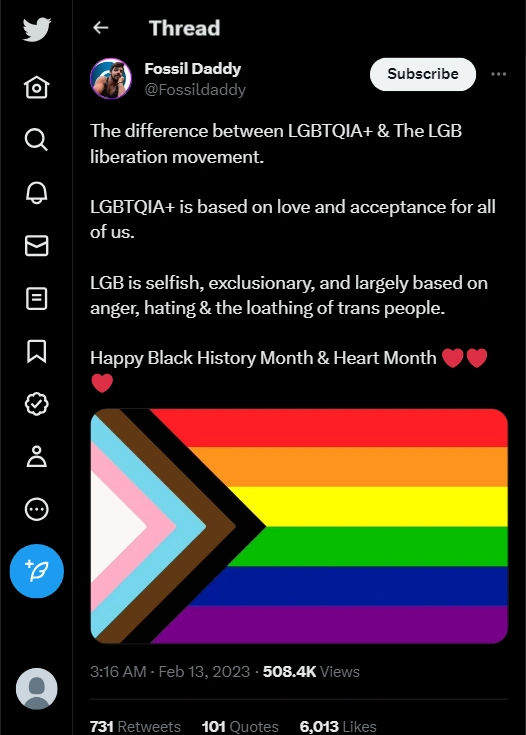 Thread
Fossil Daddy
@Fossildaddy
Subscribe
The difference between LGBTQIA+ & The LGB
liberation movement.
LGBTQIA+ is based on love and acceptance for all
of us.
LGB is selfish, exclusionary, and largely based on
anger, hating & the loathing of trans people.
Happy Black History Month & Heart Month ❤️❤️
❤️
3:16 AM · Feb 13, 2023 · 508.4K Views
731 Retweets 101 Quotes 6,013 Likes